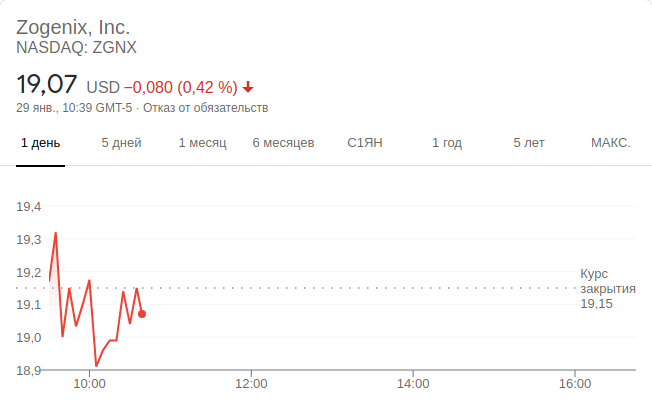 Zogenix, Inc.
NASDAQ: ZGNX
19,07 USD −0,080 (0,42 %)
29 янв., 10:39 GMT-5 · Отказ от обязательств
1 день 5 дней 1 месяц 6 месяцев С1ЯН 1 год 5 лет МАКС.
19,4
19,3
19,2
19,1
19,0
18,9
Курс
закрытия
19,15
10:00 12:00 14:00 16:00